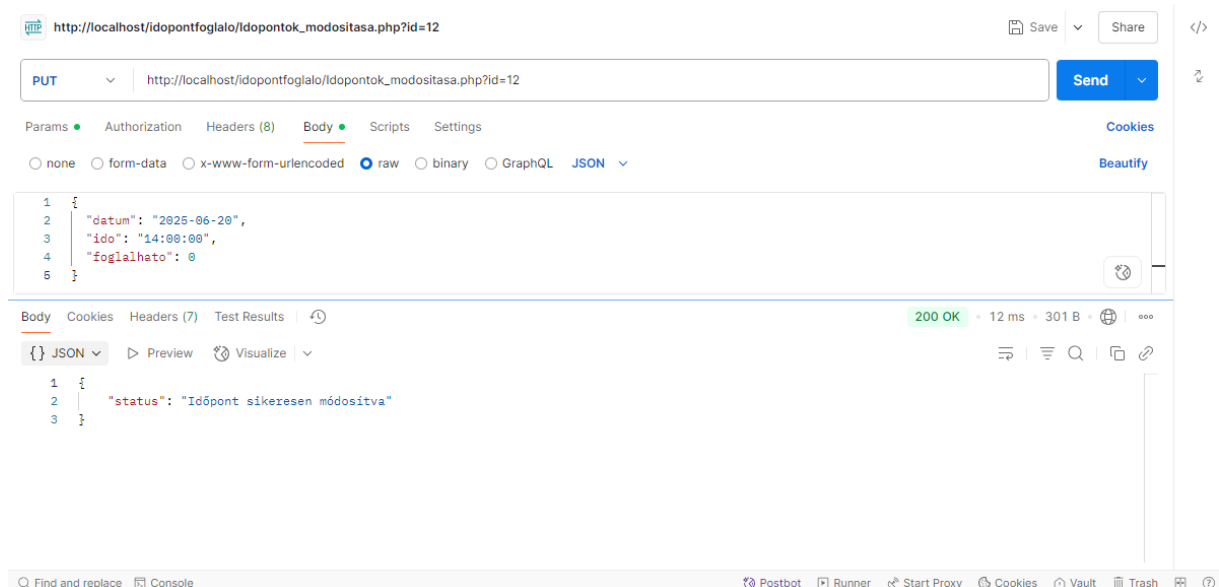 HTTP http://localhost/idopontfoglalo/Idopontok_modositasa.php?id=12 Save Share </>
PUT http://localhost/idopontfoglalo/Idopontok_modositasa.php?id=12 Send
Params Authorization Headers (8) Body Scripts Settings Cookies
none form-data x-www-form-urlencoded raw binary GraphQL JSON Beautify
1 {
2 "datum": "2025-06-20",
3 "ido": "14:00:00",
4 "foglalhato": 0
5 }
Body Cookies Headers (7) Test Results 200 OK • 12 ms • 301 B •
{} JSON Preview Visualize
1 {
2 "status": "Időpont sikeresen módosítva"
3 }
Find and replace Console Postbot Runner Start Proxy Cookies Vault Trash